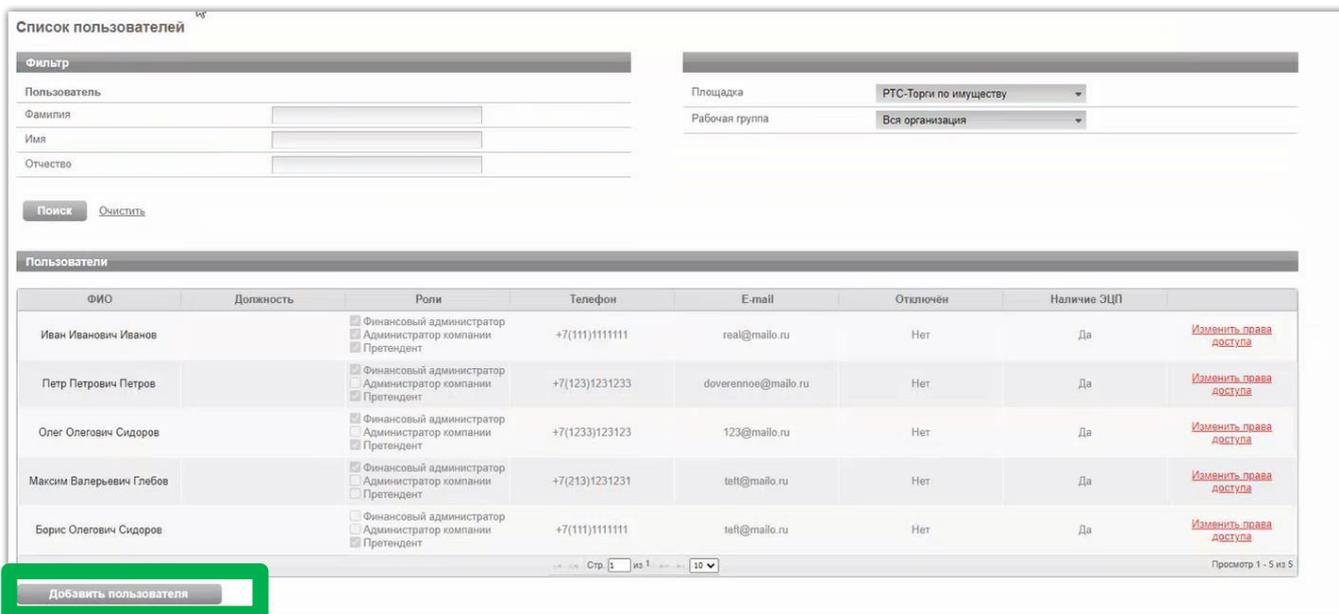 Список пользователей
Фильтр
Пользователь
Фамилия
Имя
Отчество
Площадка РТС-Торги по имуществу
Рабочая группа Вся организация
Поиск Очистить
Пользователи
ФИО Должность Роли Телефон E-mail Отключён Наличие ЭЦП
Финансовый администратор
Иван Иванович Иванов Администратор компании +7(111)1111111 real@mailo.ru Нет Да Изменить права доступа
Претендент
Финансовый администратор
Петр Петрович Петров Администратор компании +7(123)1231233 doverennoe@mailo.ru Нет Да Изменить права доступа
Претендент
Финансовый администратор
Олег Олегович Сидоров Администратор компании +7(1233)123123 123@mailo.ru Нет Да Изменить права доступа
Претендент
Финансовый администратор
Максим Валерьевич Глебов Администратор компании +7(213)1231231 teft@mailo.ru Нет Да Изменить права доступа
Претендент
Финансовый администратор
Борис Олегович Сидоров Администратор компании +7(111)1111111 teft@mailo.ru Нет Да Изменить права доступа
Претендент
Стр. 1 из 1 10 Просмотр 1 - 5 из 5
Добавить пользователя